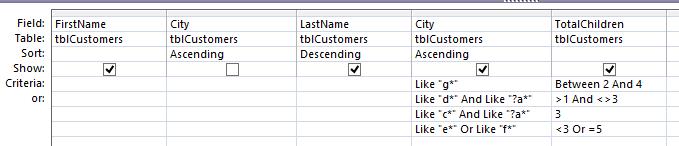 Field: FirstName City LastName City TotalChildren
Table: tblCustomers tblCustomers tblCustomers tblCustomers tblCustomers
Sort: Ascending Descending Ascending
Show:
Criteria: Like "g*" Between 2 And 4
or: Like "d*" And Like "?a*" >1 And <>3
Like "c*" And Like "?a*" 3
Like "e*" Or Like "f*" <3 Or =5